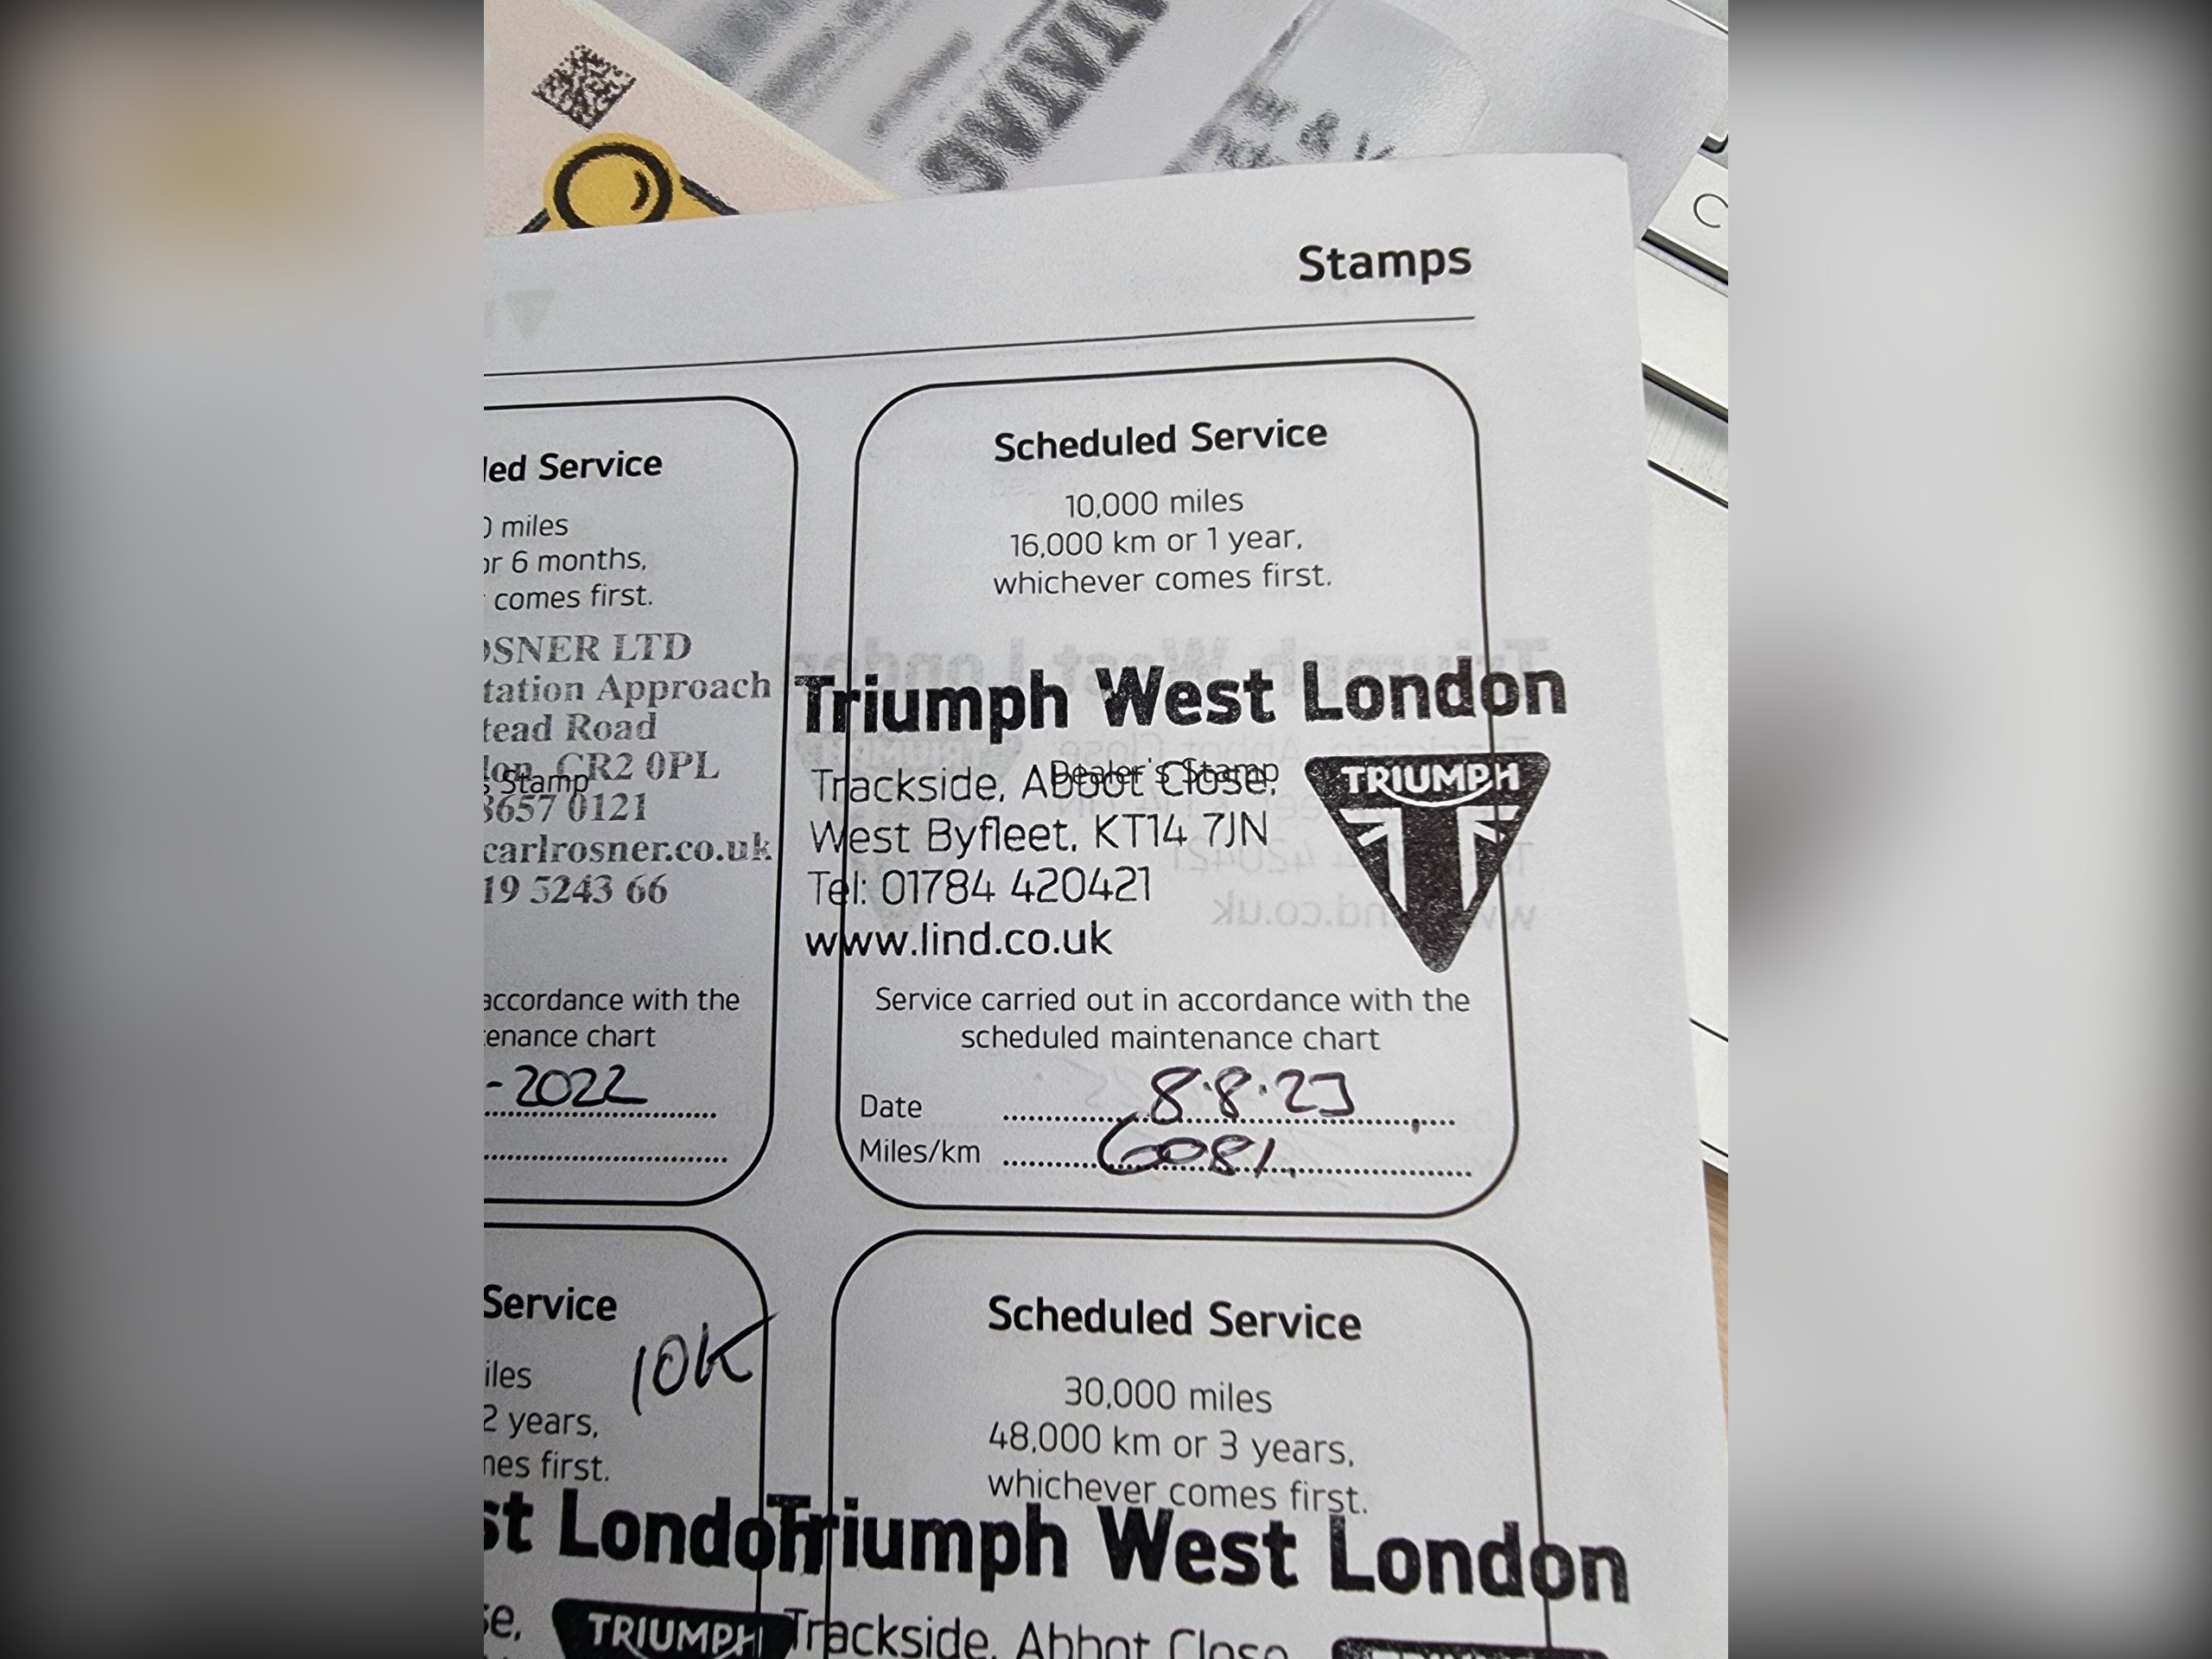 Stamps
led Service
0 miles
or 6 months,
comes first.
OSNER LTD
tation Approach
tead Road
lon, CR2 0PL
s Stamp
8657 0121
carlrosner.co.uk
19 5243 66
accordance with the
tenance chart
-2022
Scheduled Service
10,000 miles
16,000 km or 1 year,
whichever comes first.
Triumph West London
Dealer's Stamp
Trackside, Abbot Close,
West Byfleet, KT14 7JN
Tel: 01784 420421
www.lind.co.uk
TRIUMPH
Service carried out in accordance with the
scheduled maintenance chart
Date 8.8.23
Miles/km 6081
Service
10K
iles
2 years,
mes first.
st London
se,
TRIUMPH
Scheduled Service
30,000 miles
48,000 km or 3 years,
whichever comes first.
Triumph West London
Trackside, Abbot Close